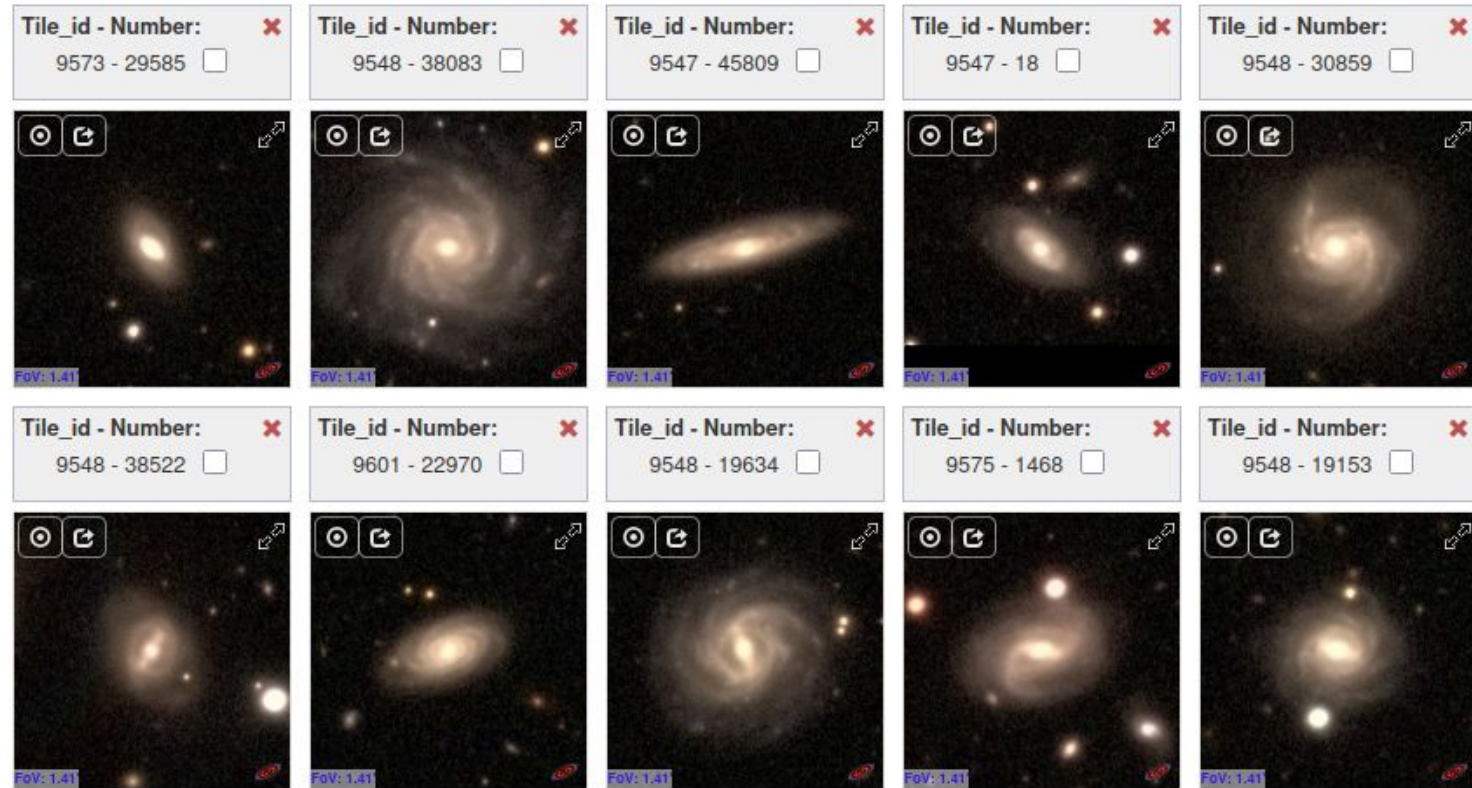 Tile_id - Number:
9573 - 29585
Tile_id - Number:
9548 - 38083
Tile_id - Number:
9547 - 45809
Tile_id - Number:
9547 - 18
Tile_id - Number:
9548 - 30859
FoV: 1.41'
FoV: 1.41'
FoV: 1.41'
FoV: 1.41'
FoV: 1.41'
Tile_id - Number:
9548 - 38522
Tile_id - Number:
9601 - 22970
Tile_id - Number:
9548 - 19634
Tile_id - Number:
9575 - 1468
Tile_id - Number:
9548 - 19153
FoV: 1.41'
FoV: 1.41'
FoV: 1.41'
FoV: 1.41'
FoV: 1.41'